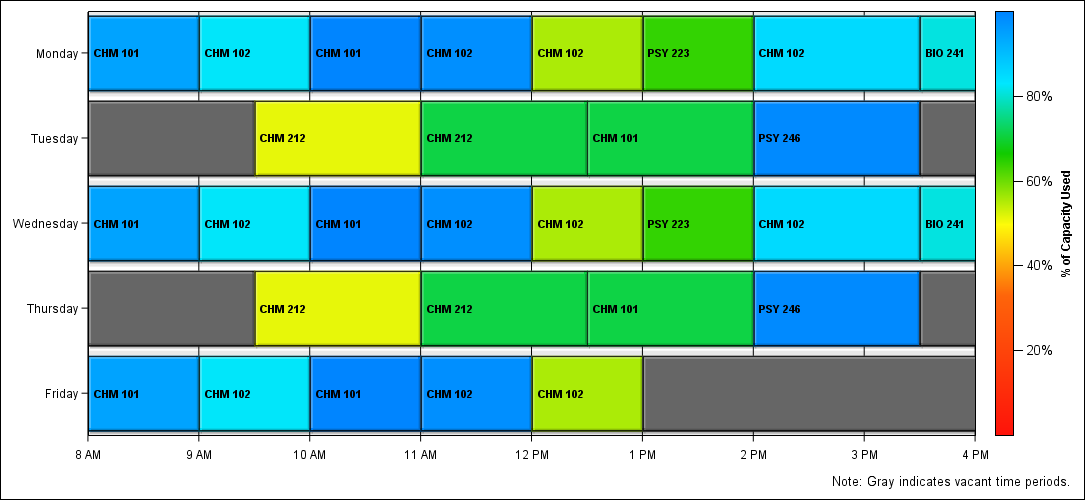 Monday CHM 101 CHM 102 CHM 101 CHM 102 CHM 102 PSY 223 CHM 102 BIO 241
80%
Tuesday CHM 212 CHM 212 CHM 101 PSY 246
60%
Wednesday CHM 101 CHM 102 CHM 101 CHM 102 CHM 102 PSY 223 CHM 102 BIO 241
% of Capacity Used
40%
Thursday CHM 212 CHM 212 CHM 101 PSY 246
20%
Friday CHM 101 CHM 102 CHM 101 CHM 102 CHM 102
8 AM 9 AM 10 AM 11 AM 12 PM 1 PM 2 PM 3 PM 4 PM
Note: Gray indicates vacant time periods.